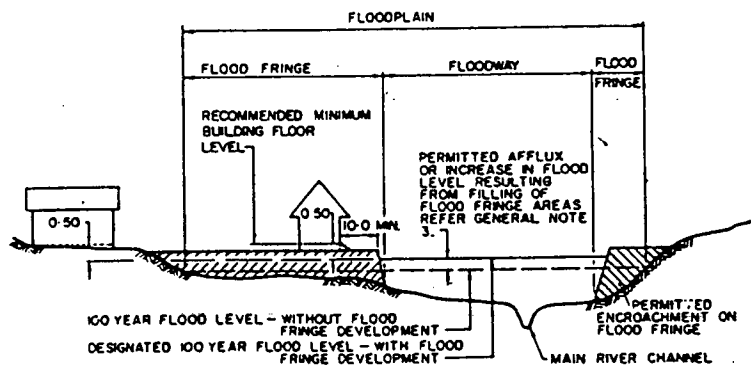 FLOODPLAIN
FLOOD FRINGE
FLOODWAY
FLOOD
FRINGE
RECOMMENDED MINIMUM
BUILDING FLOOR
LEVEL
PERMITTED AFFLUX
OR INCREASE IN FLOOD
LEVEL RESULTING
FROM FILLING OF
FLOOD FRINGE AREAS
REFER GENERAL NOTE
3.
0·50
0·50
10·0 MIN.
100 YEAR FLOOD LEVEL – WITHOUT FLOOD
FRINGE DEVELOPMENT
DESIGNATED 100 YEAR FLOOD LEVEL – WITH FLOOD
FRINGE DEVELOPMENT
PERMITTED
ENCROACHMENT ON
FLOOD FRINGE
MAIN RIVER CHANNEL